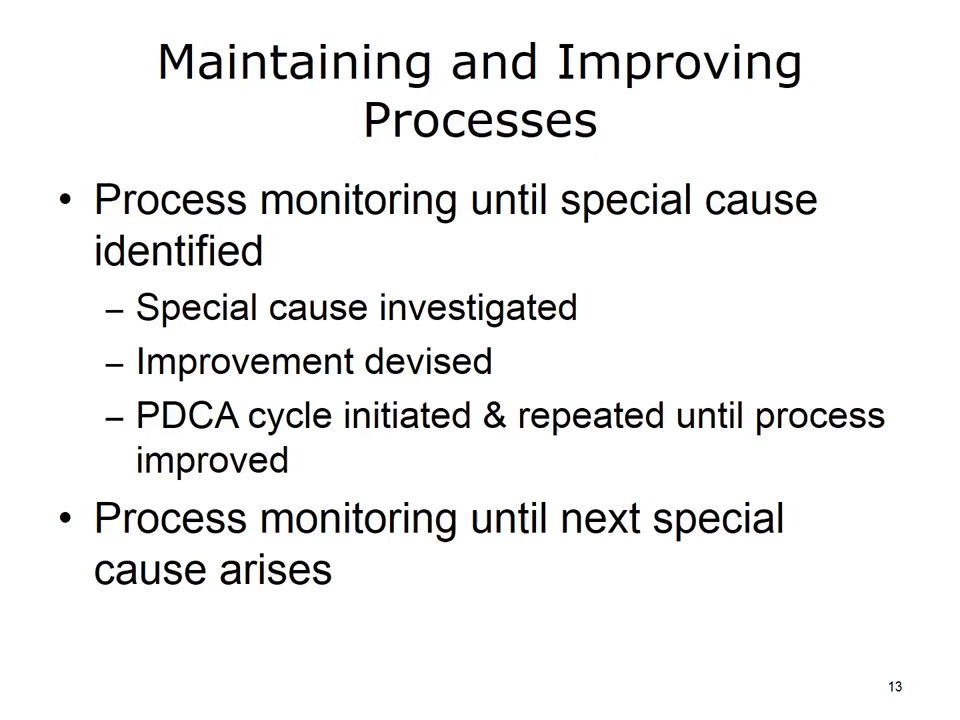 Maintaining and Improving
Processes
• Process monitoring until special cause
identified
– Special cause investigated
– Improvement devised
– PDCA cycle initiated & repeated until process
improved
• Process monitoring until next special
cause arises
13